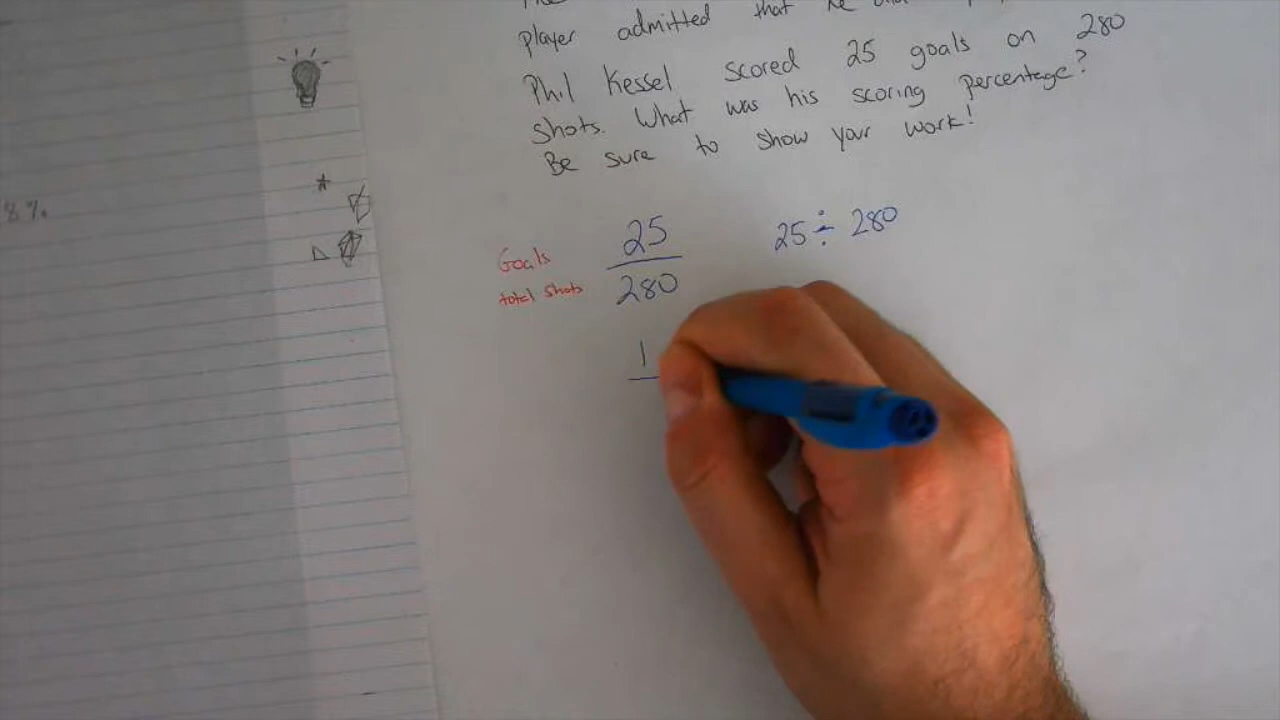 player admitted that he
Phil Kessel scored 25 goals on 280
shots. What was his scoring percentage?
Be sure to show your work!
8%
Goals 25 25 ÷ 280
total shots 280
1